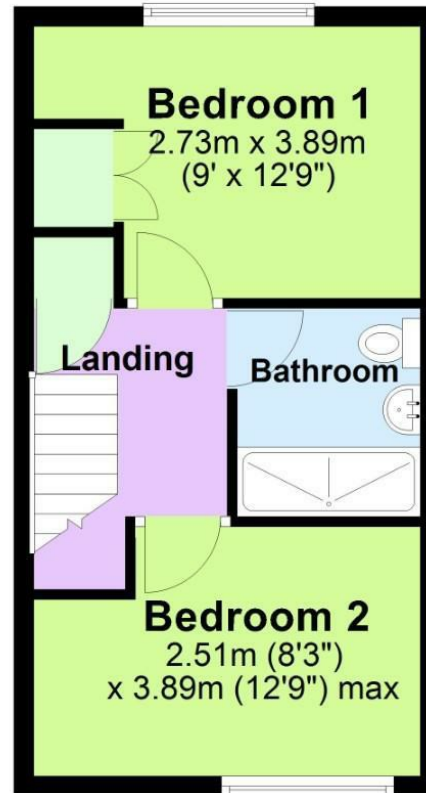 Bedroom 1
2.73m x 3.89m
(9' x 12'9")
Landing
Bathroom
Bedroom 2
2.51m (8'3")
x 3.89m (12'9") max